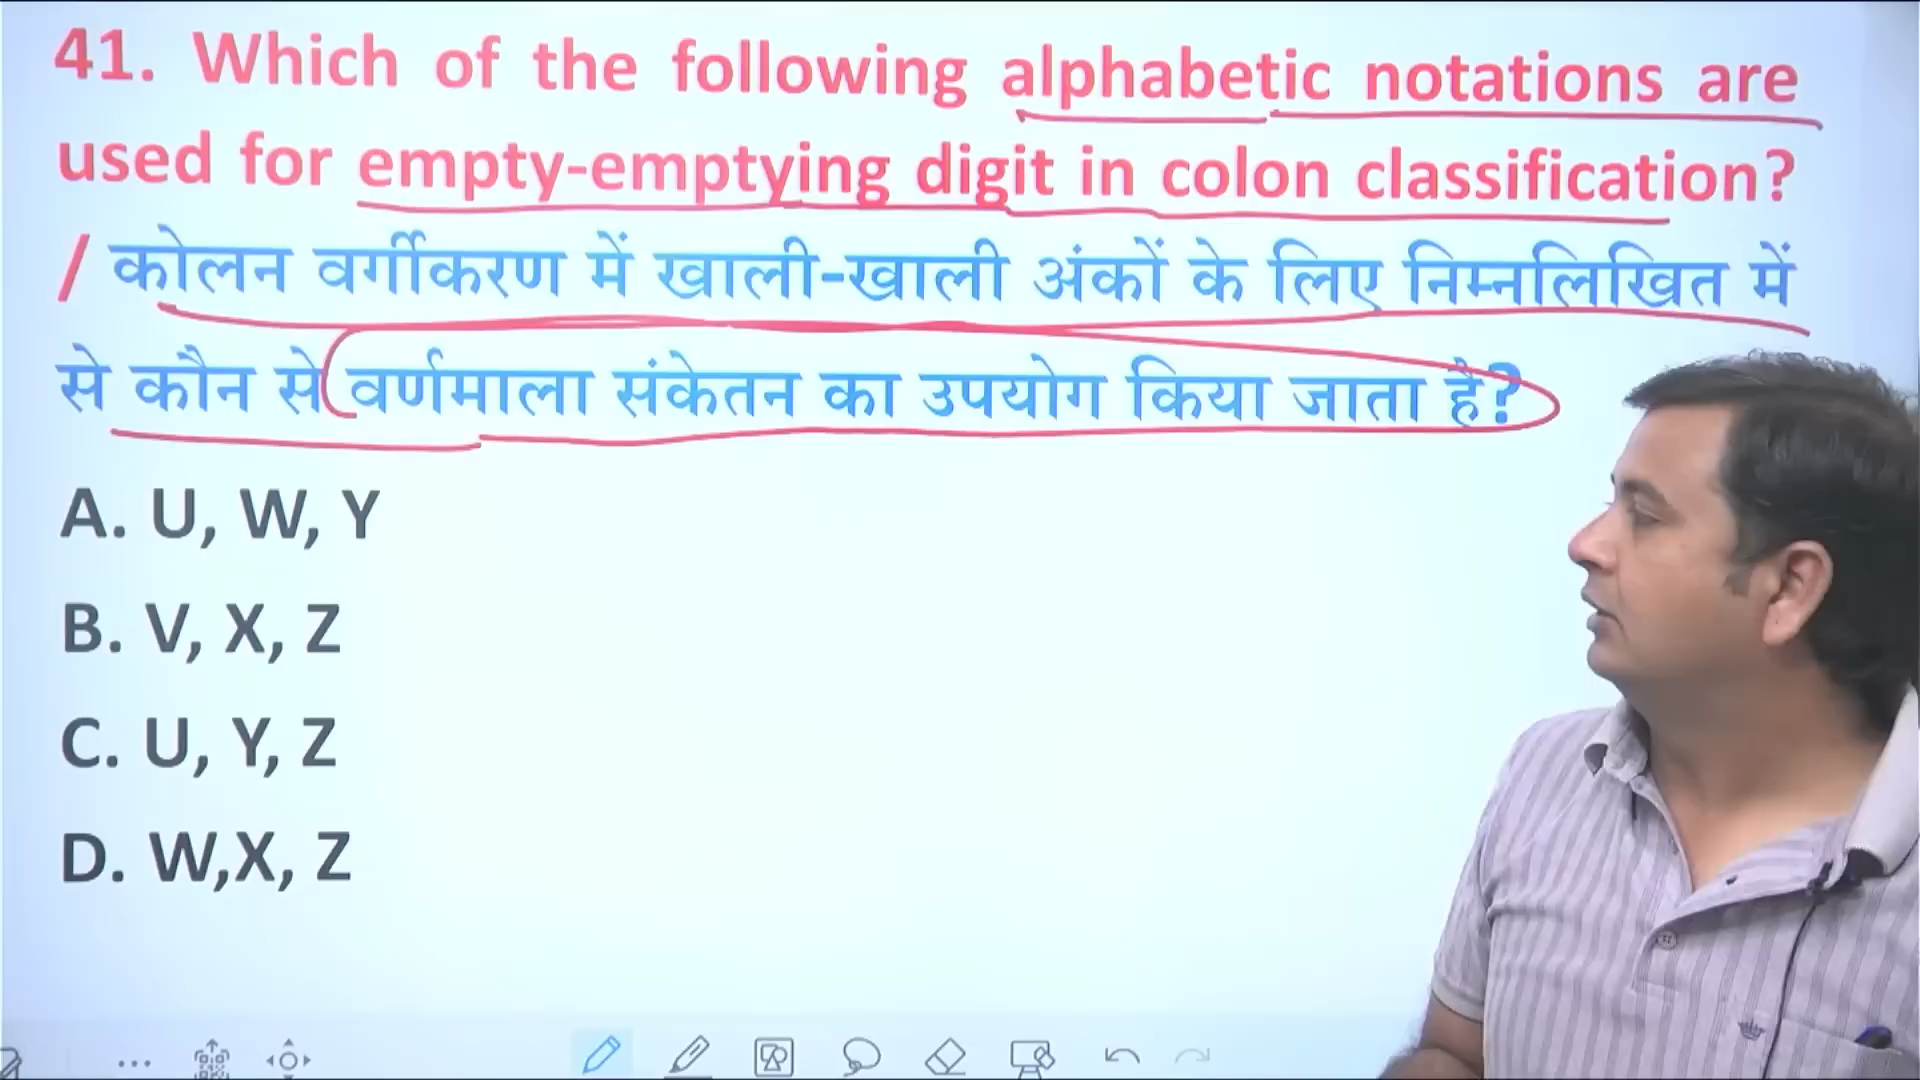 41. Which of the following alphabetic notations are
used for empty-emptying digit in colon classification?
/ कोलन वर्गीकरण में खाली-खाली अंकों के लिए निम्नलिखित में
से कौन से वर्णमाला संकेतन का उपयोग किया जाता है?
A. U, W, Y
B. V, X, Z
C. U, Y, Z
D. W,X, Z